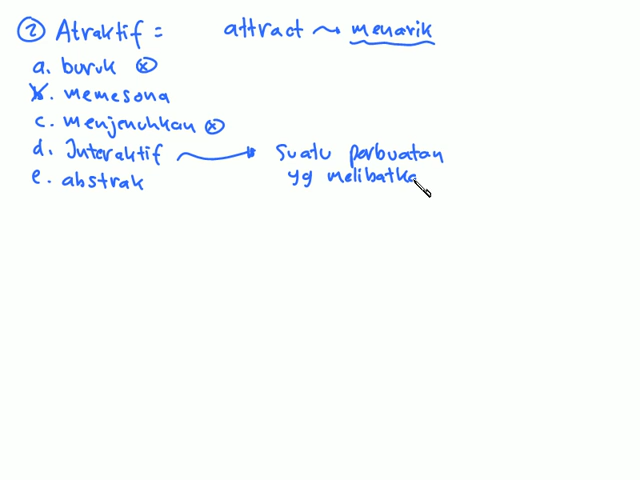 ② Atraktif = attract ~> menarik
a. buruk ⓧ
b. memesona
c. menjenuhkan ⓧ
d. Interaktif → suatu perbuatan
yg melibatka
e. abstrak